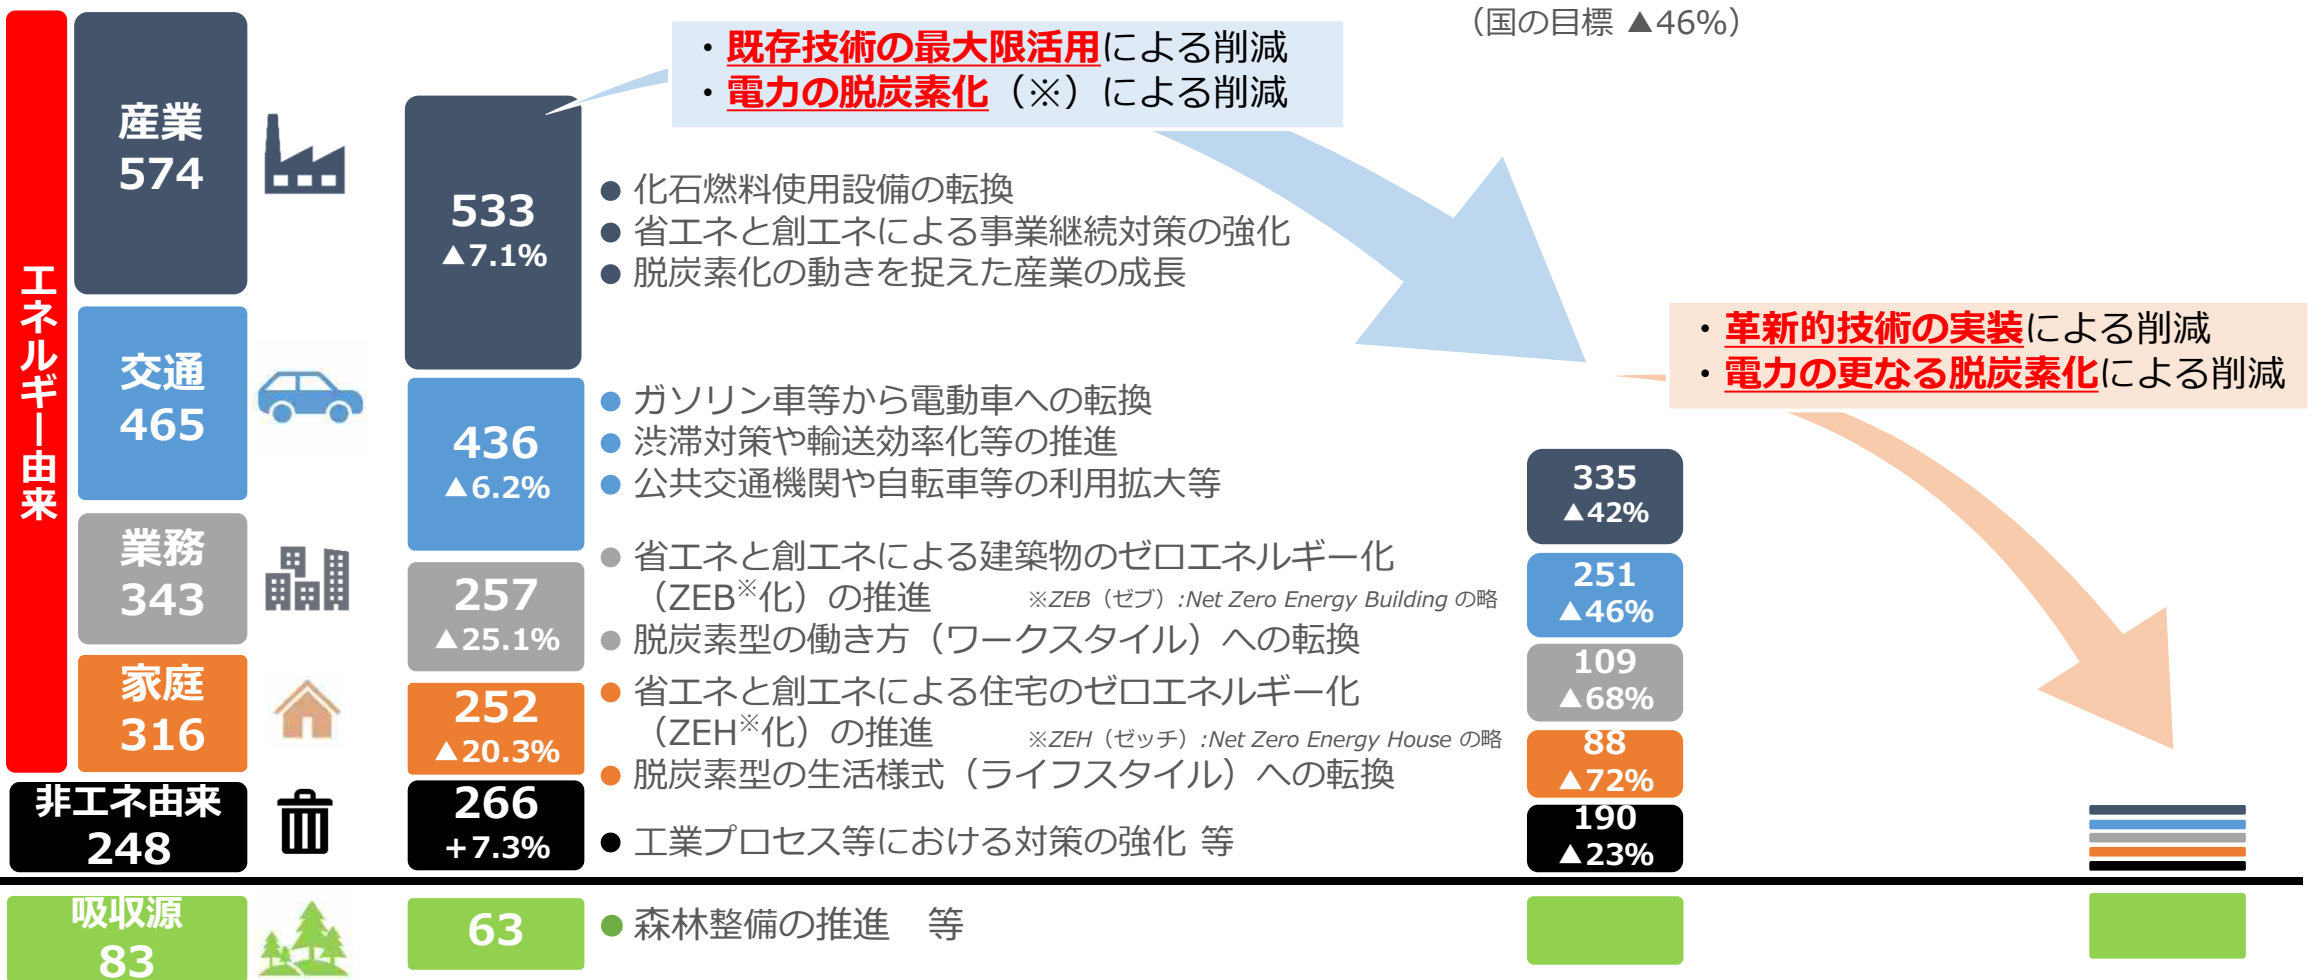 （国の目標 ▲46%）
・既存技術の最大限活用による削減
・電力の脱炭素化（※）による削減
エネルギー由来
産業
574
533
▲7.1%
● 化石燃料使用設備の転換
● 省エネと創エネによる事業継続対策の強化
● 脱炭素化の動きを捉えた産業の成長
・革新的技術の実装による削減
・電力の更なる脱炭素化による削減
交通
465
436
▲6.2%
● ガソリン車等から電動車への転換
● 渋滞対策や輸送効率化等の推進
● 公共交通機関や自転車等の利用拡大等
335
▲42%
業務
343
257
▲25.1%
● 省エネと創エネによる建築物のゼロエネルギー化
（ZEB※化）の推進 ※ZEB（ゼブ）:Net Zero Energy Building の略
● 脱炭素型の働き方（ワークスタイル）への転換
251
▲46%
109
▲68%
家庭
316
252
▲20.3%
● 省エネと創エネによる住宅のゼロエネルギー化
（ZEH※化）の推進 ※ZEH（ゼッチ）:Net Zero Energy House の略
● 脱炭素型の生活様式（ライフスタイル）への転換
88
▲72%
非エネ由来
248
266
+7.3%
● 工業プロセス等における対策の強化 等
190
▲23%
吸収源
83
63
● 森林整備の推進　等